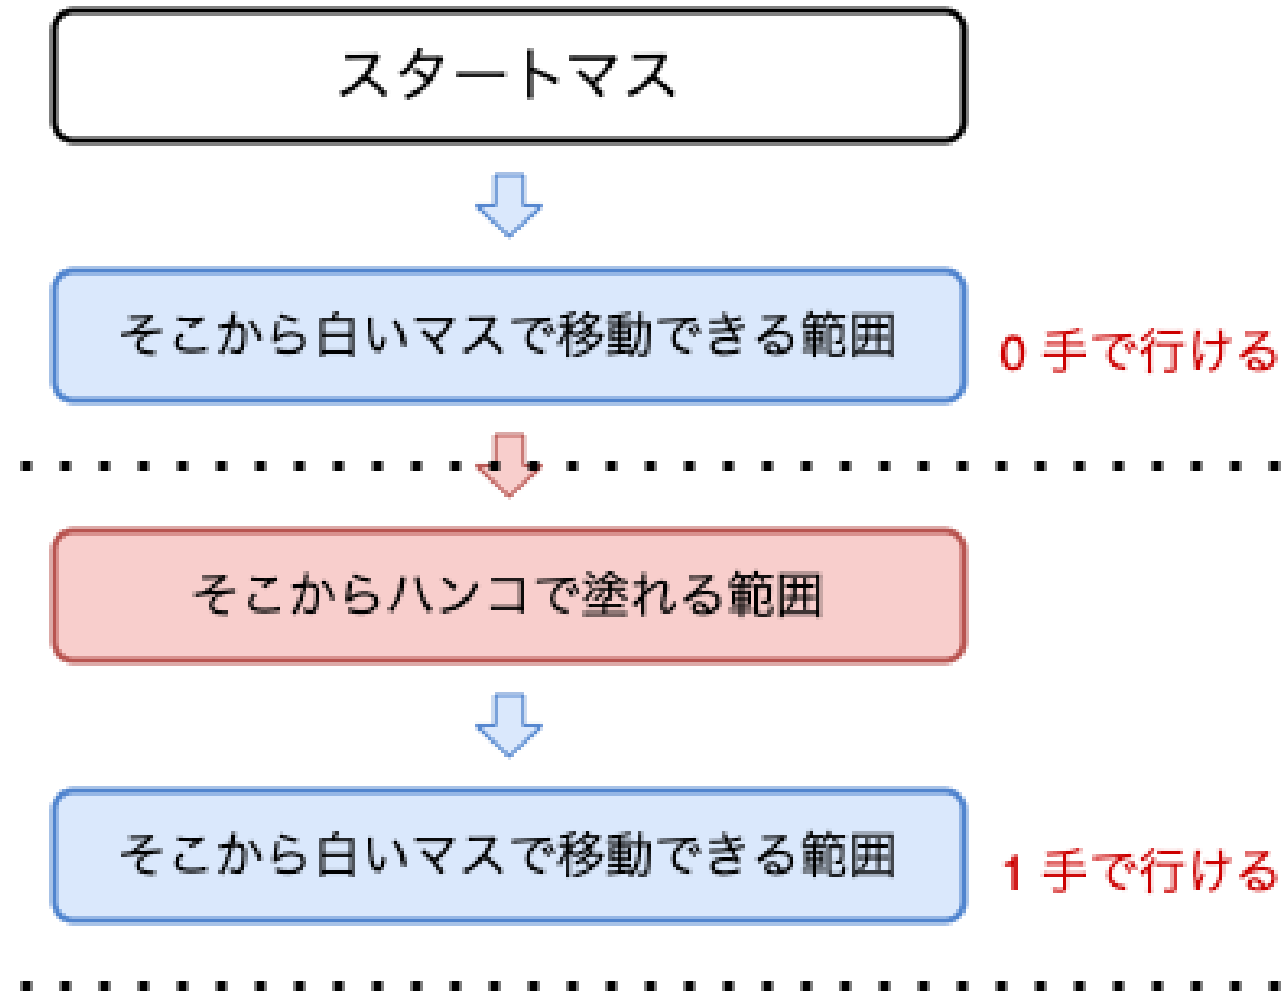 スタートマス
そこから白いマスで移動できる範囲
0 手で行ける
そこからハンコで塗れる範囲
そこから白いマスで移動できる範囲
1 手で行ける